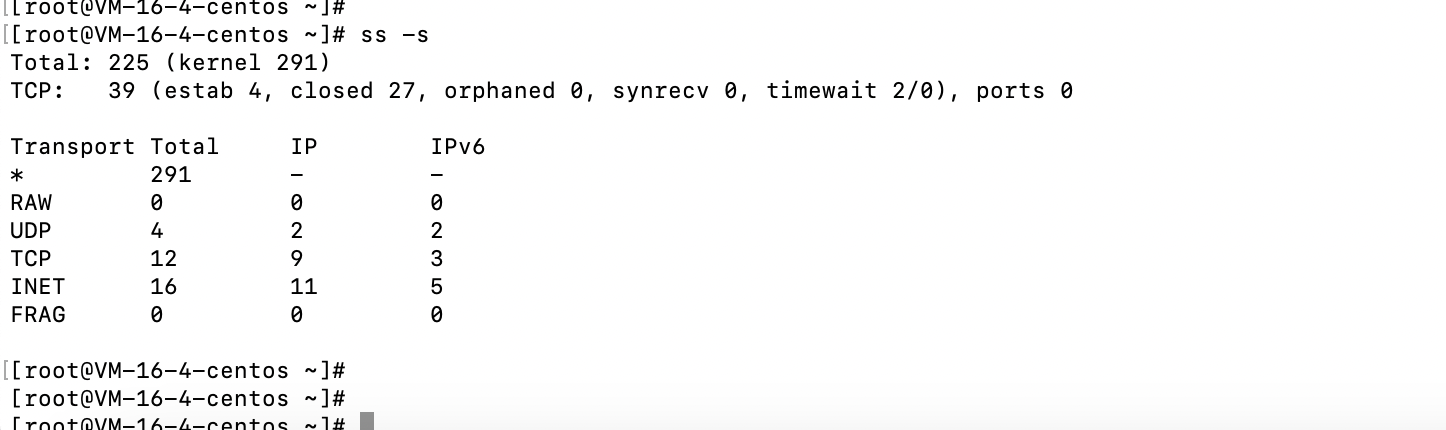 [[root@VM-16-4-centos ~]#
[[root@VM-16-4-centos ~]# ss -s
Total: 225 (kernel 291)
TCP:   39 (estab 4, closed 27, orphaned 0, synrecv 0, timewait 2/0), ports 0
Transport Total     IP        IPv6
*         291       -         -
RAW       0         0         0
UDP       4         2         2
TCP       12        9         3
INET      16        11        5
FRAG      0         0         0
[[root@VM-16-4-centos ~]#
[root@VM-16-4-centos ~]#
[root@VM-16-4-centos ~]#